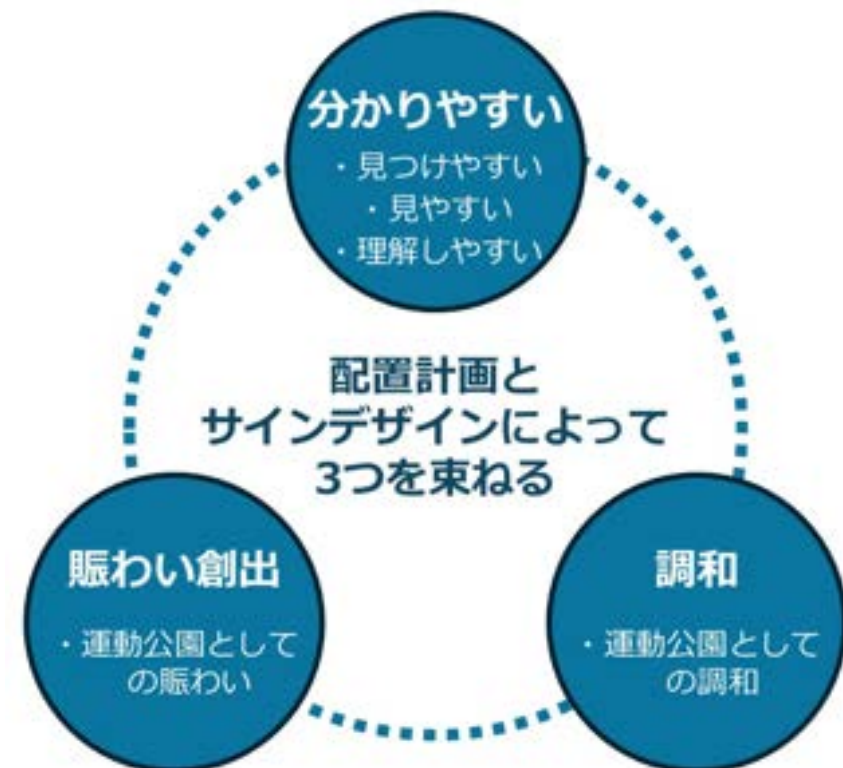 分かりやすい
・見つけやすい
・見やすい
・理解しやすい
配置計画と
サインデザインによって
3つを束ねる
賑わい創出
・運動公園として
の賑わい
調和
・運動公園として
の調和